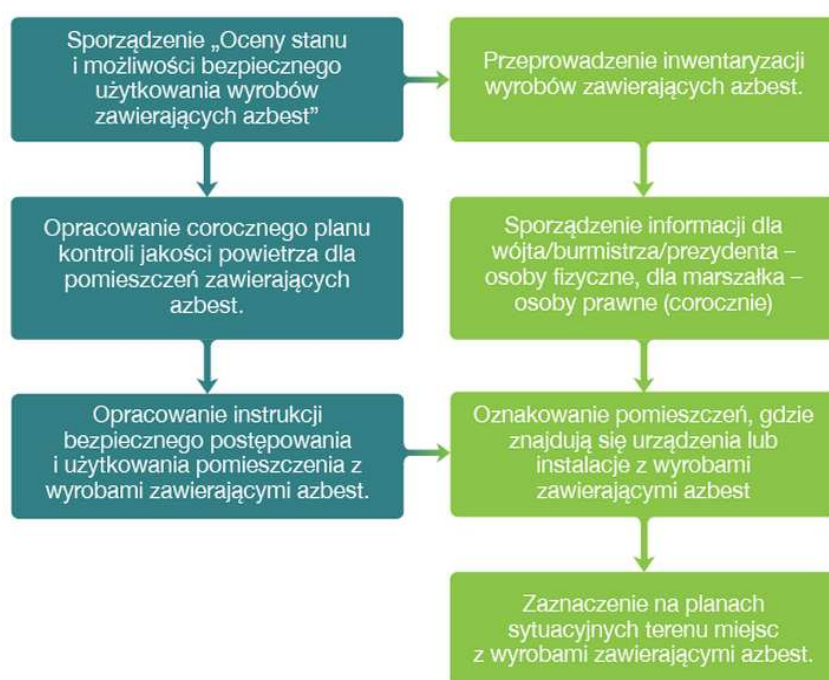 Sporządzenie „Oceny stanu
i możliwości bezpiecznego
użytkowania wyrobów
zawierających azbest”
Przeprowadzenie inwentaryzacji
wyrobów zawierających azbest.
Opracowanie corocznego planu
kontroli jakości powietrza dla
pomieszczeń zawierających
azbest.
Sporządzenie informacji dla
wójta/burmistrza/prezydenta –
osoby fizyczne, dla marszałka –
osoby prawne (corocznie)
Opracowanie instrukcji
bezpiecznego postępowania
i użytkowania pomieszczenia z
wyrobami zawierającymi azbest.
Oznakowanie pomieszczeń, gdzie
znajdują się urządzenia lub
instalacje z wyrobami
zawierającymi azbest
Zaznaczenie na planach
sytuacyjnych terenu miejsc
z wyrobami zawierającymi azbest.